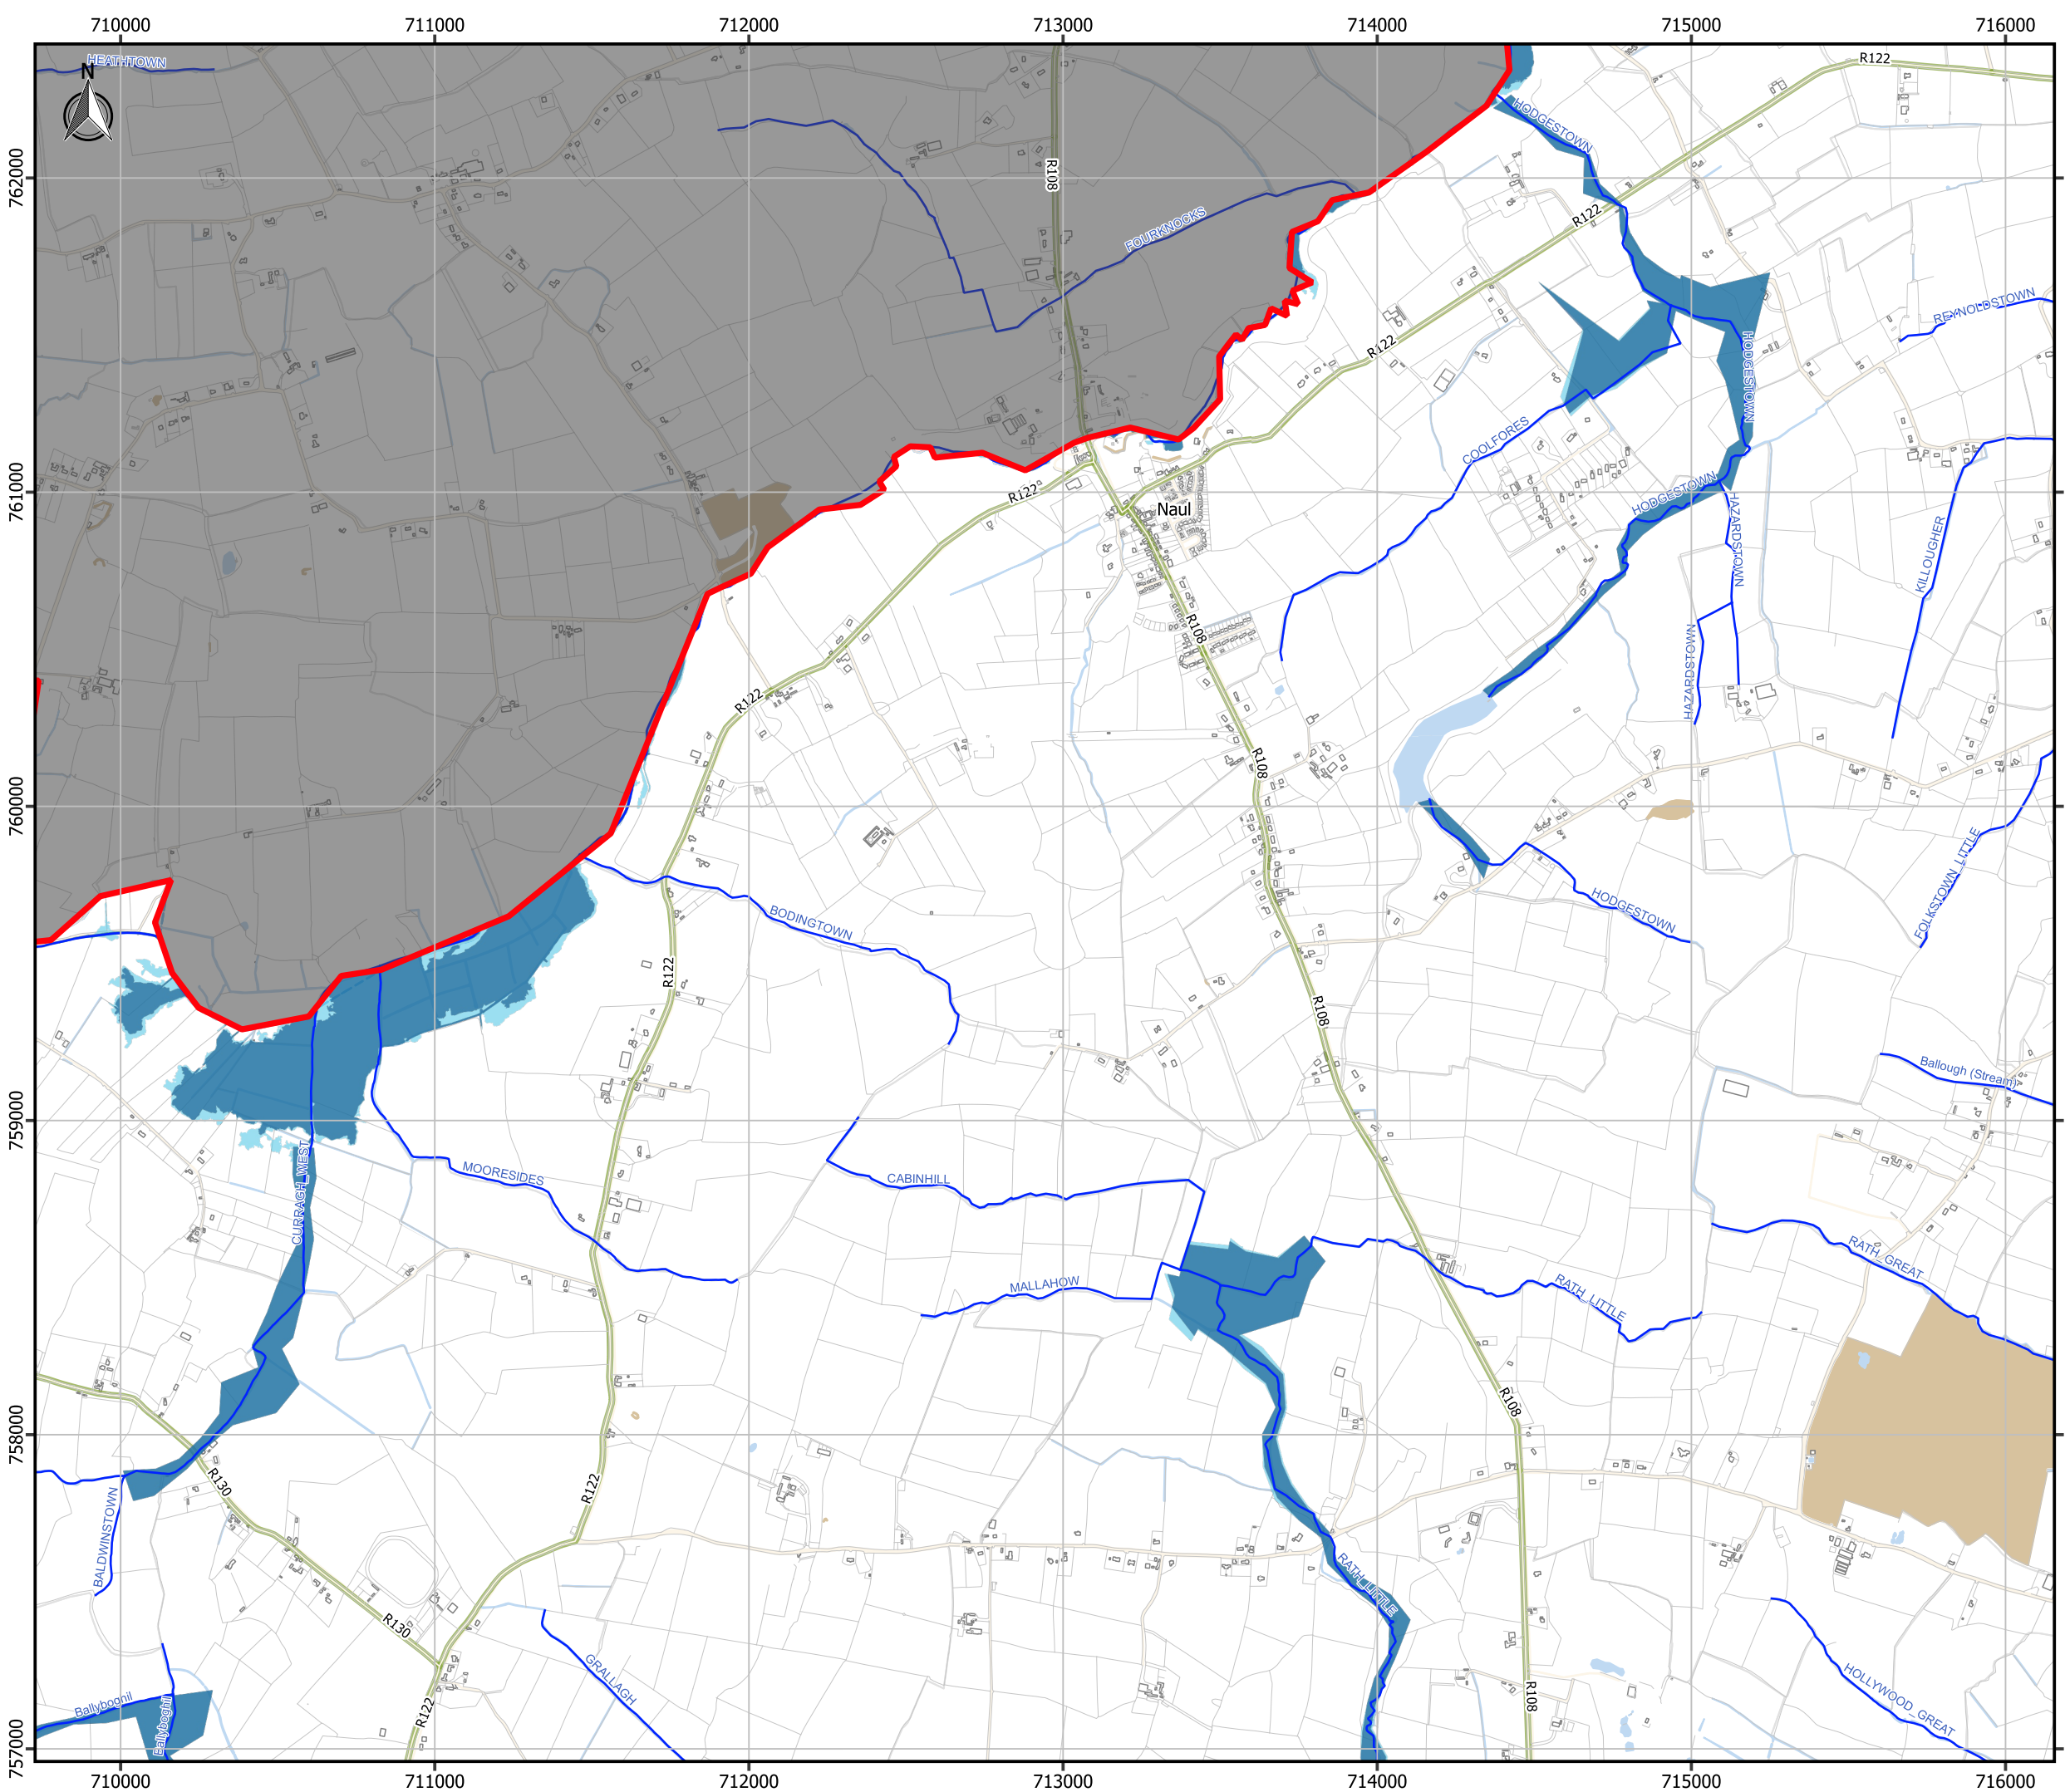 710000 711000 712000 713000 714000 715000 716000
HEATHTOWN
N
R122
HODGESTOWN
762000
R108
R122
FOURKNOCKS
REYNOLDSTOWN
R122
HODGESTOWN
COOLFORES
761000
R122
Naul
HODGESTOWN
HAZARDSTOWN
KILLOUGHER
R108
HAZARDSTOWN
R122
R108
760000
FOLKSTOWN_LITTLE
BODINGTOWN
HODGESTOWN
R122
R108
Ballough (Stream)
759000
CURRAGH_WEST
MOORESIDES
CABINHILL
RATH_GREAT
MALLAHOW
RATH_LITTLE
R108
758000
R130
R122
BALDWINSTOWN
RATH_LITTLE
R130
GRALLAGH
HOLLYWOOD_GREAT
R108
Ballyboghil
Ballyboghil
R122
757000
710000 711000 712000 713000 714000 715000 716000